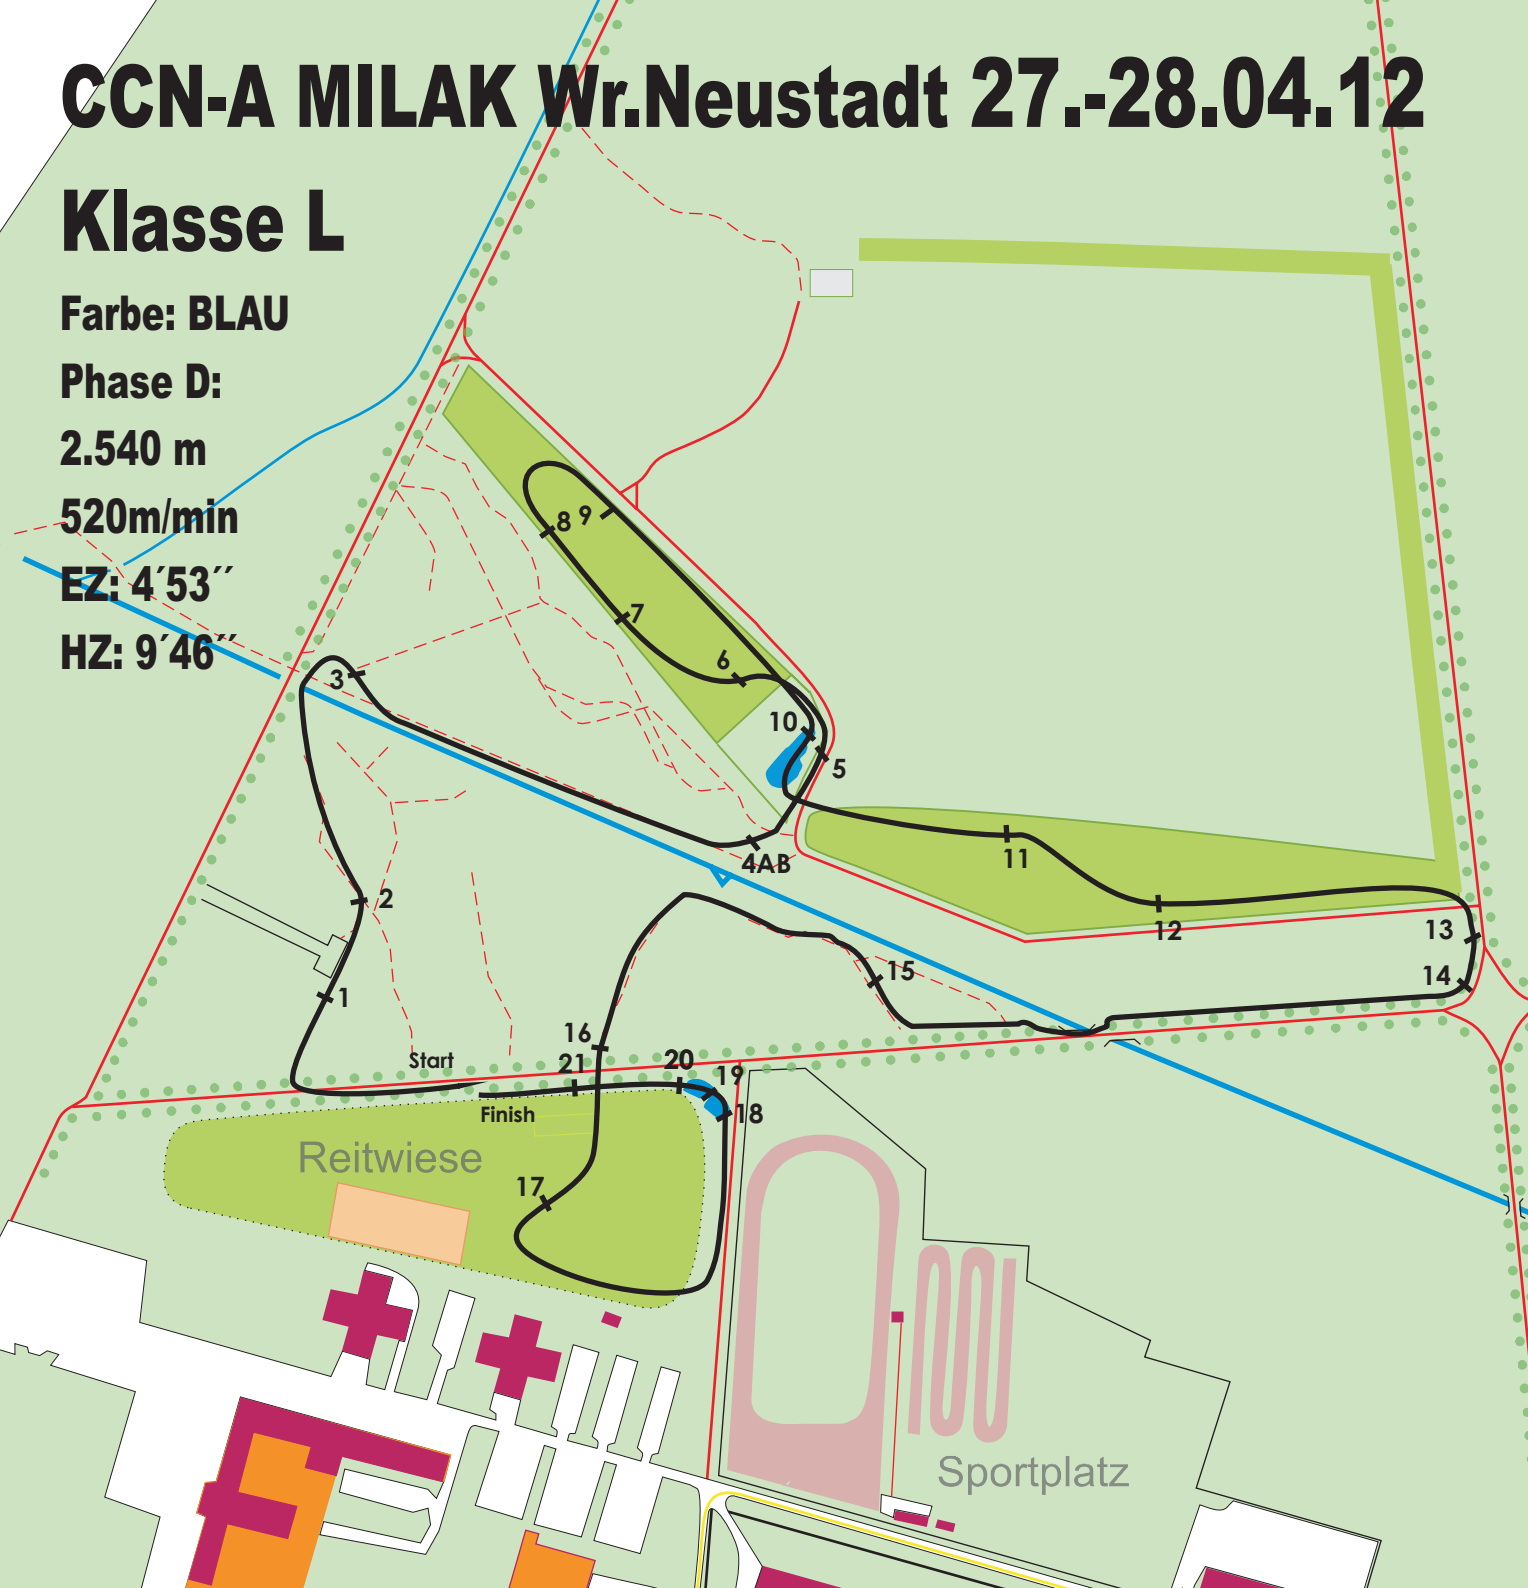 CCN-A MILAK Wr.Neustadt 27.-28.04.12
Klasse L
Farbe: BLAU
Phase D:
2.540 m
520m/min
EZ: 4´53´´
HZ: 9´46´´
9
8
7
6
3
10
5
4AB
11
2
12
13
15
14
1
16
Start
21
20
19
18
Finish
Reitwiese
17
Sportplatz